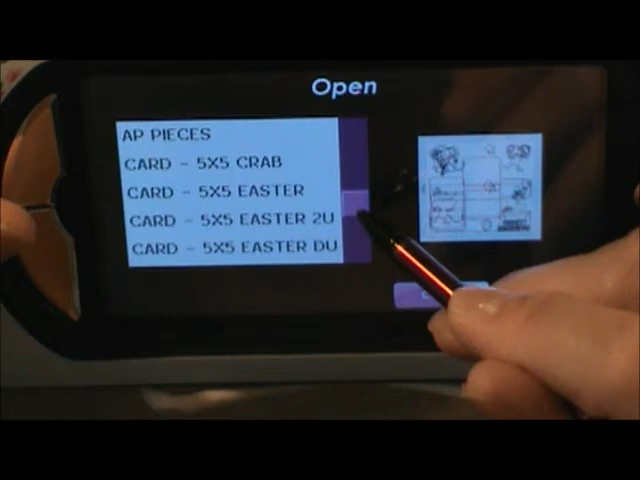 Open
AP PIECES
CARD - 5X5 CRAB
CARD - 5X5 EASTER
CARD - 5X5 EASTER 2U
CARD - 5X5 EASTER DU